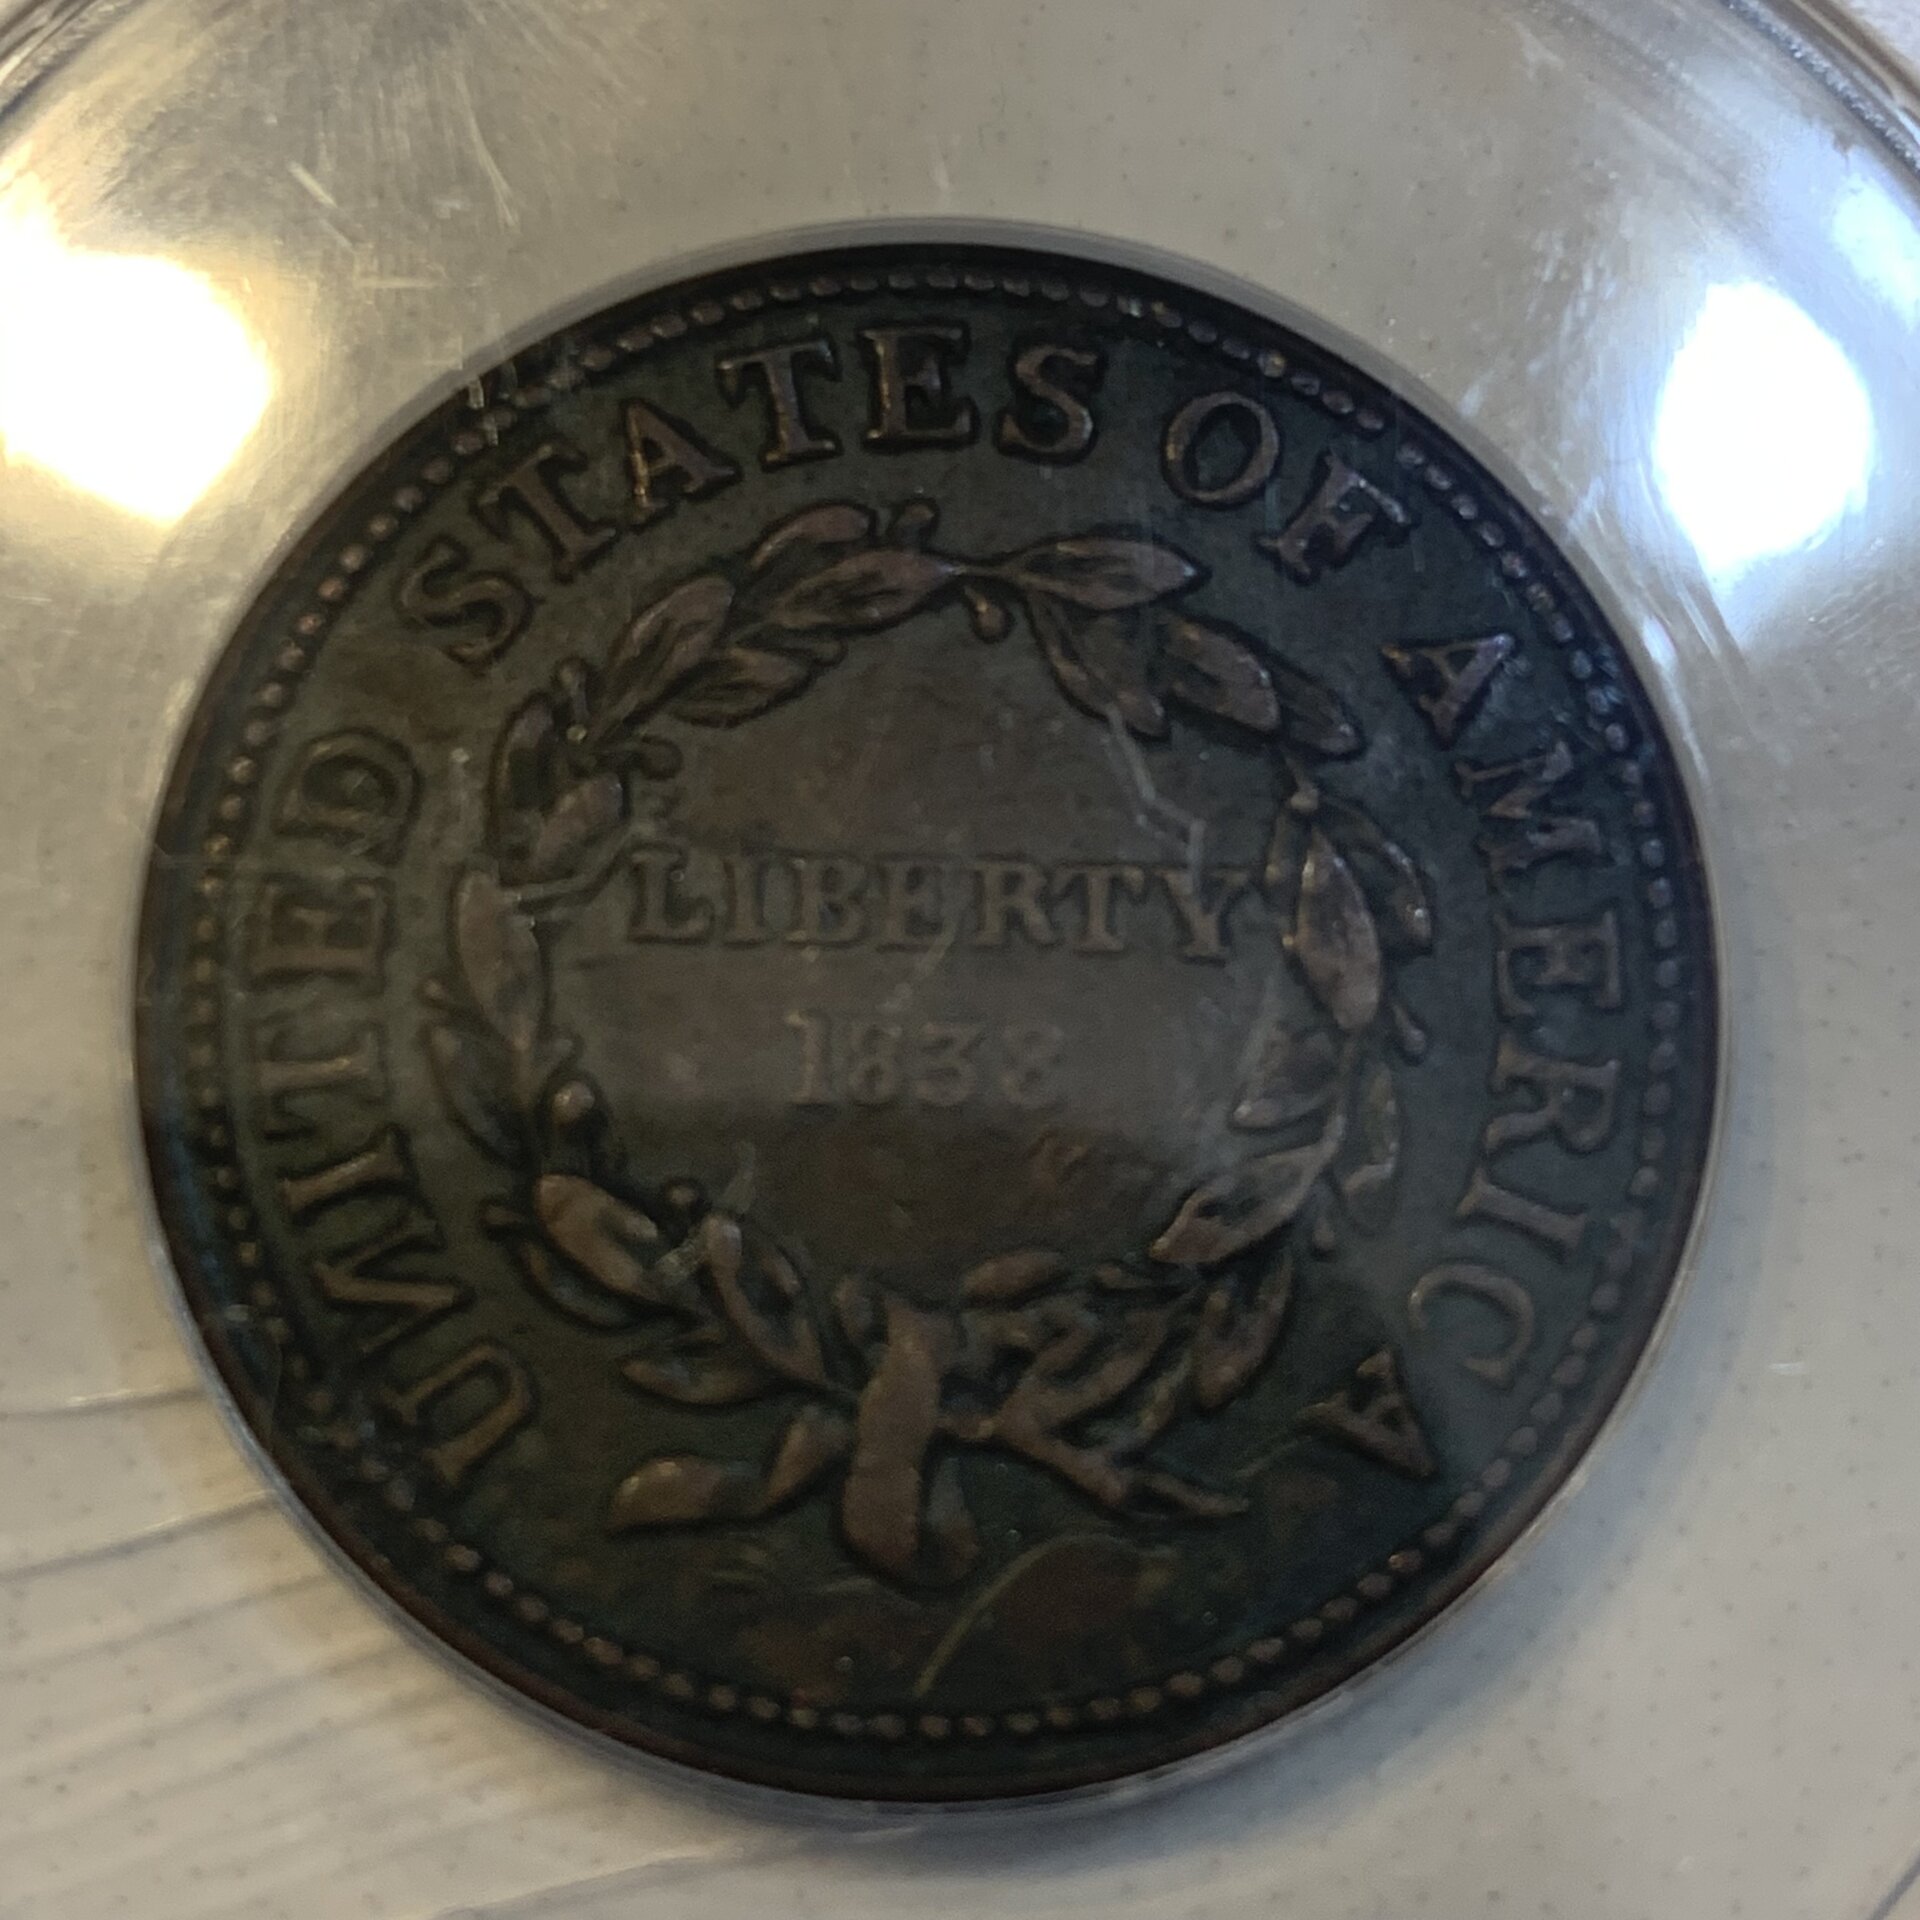 UNITED STATES OF AMERICA
LIBERTY
1838